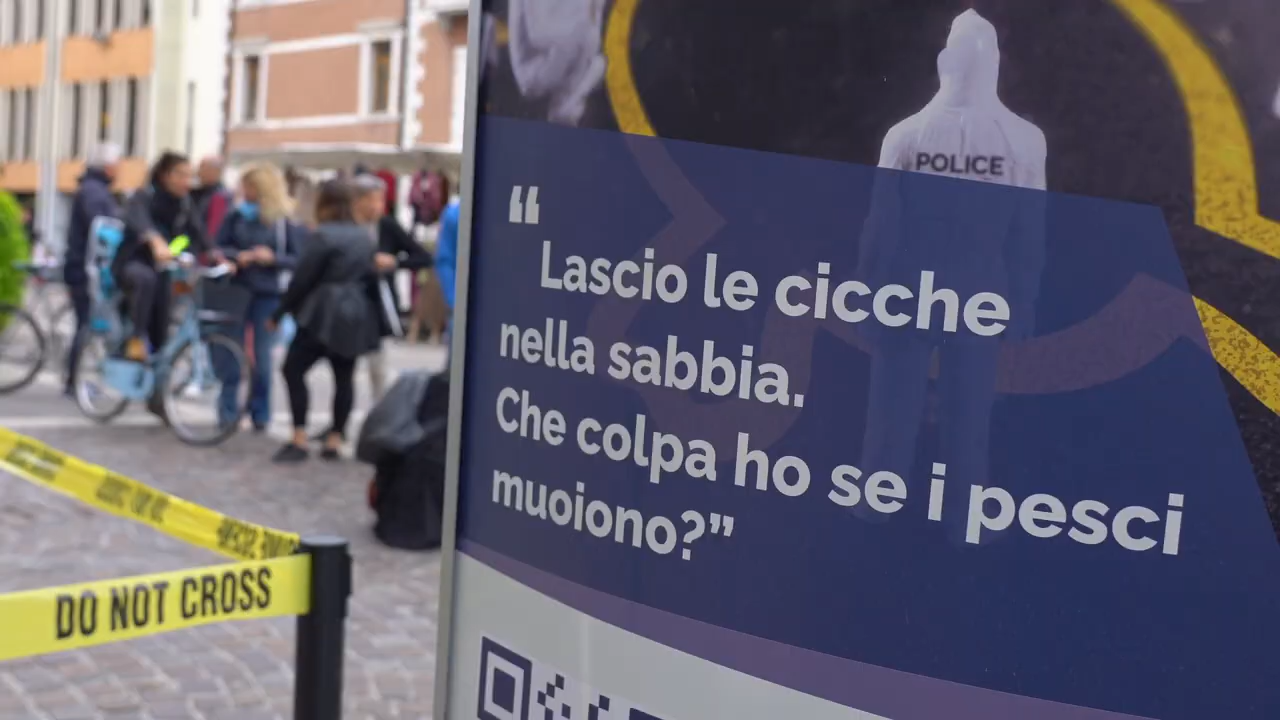 POLICE
“
Lascio le cicche
nella sabbia.
Che colpa ho se i pesci
muoiono?”
DO NOT CROSS